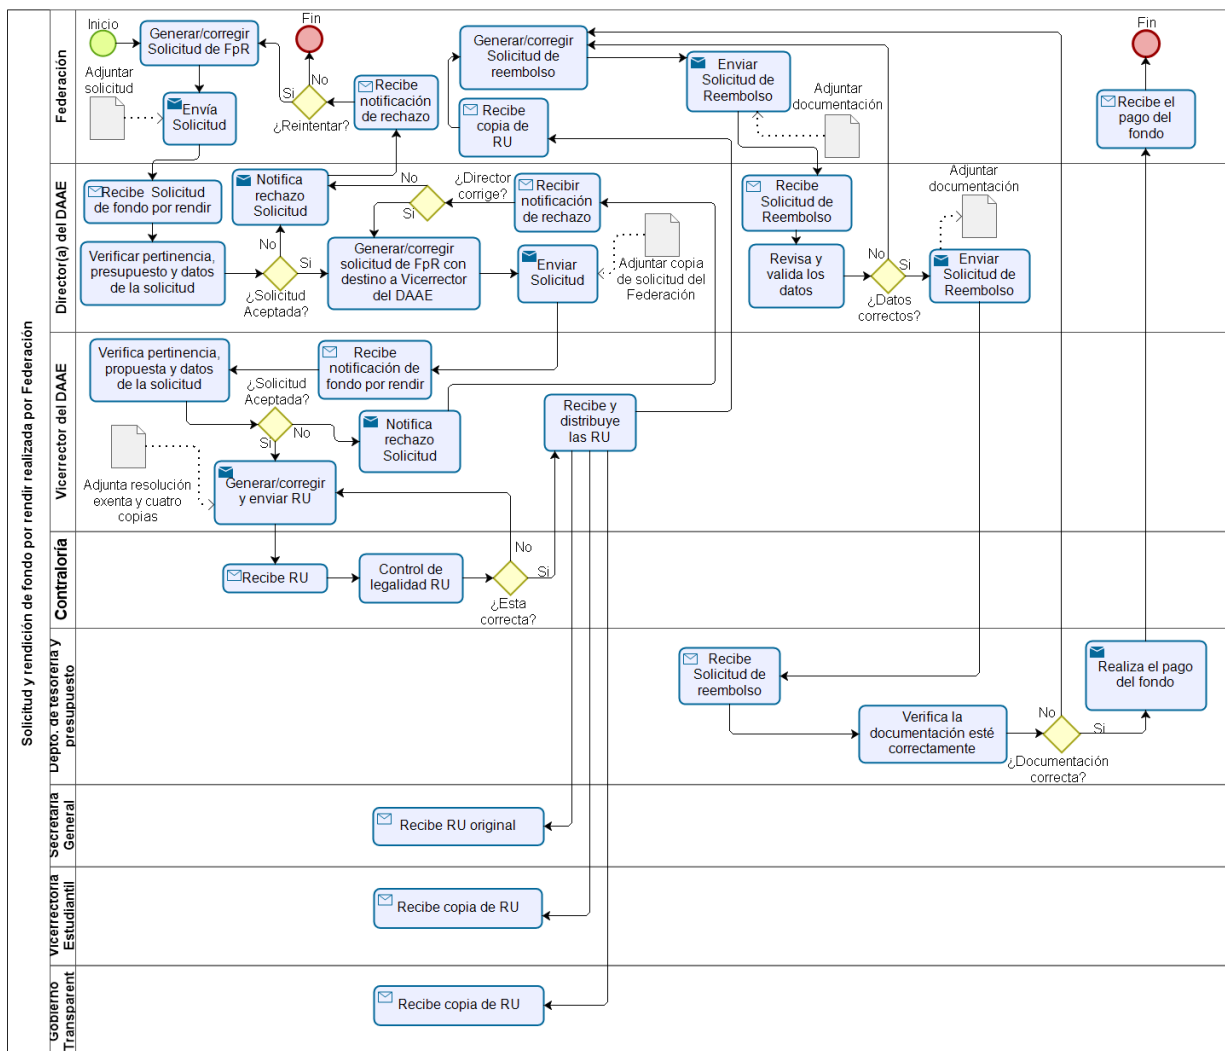 Solicitud y rendición de fondo por rendir realizada por Federación
Federación
Inicio
Generar/corregir
Solicitud de FpR
Fin
Adjuntar
solicitud
Envía
Solicitud
Si
No
¿Reintentar?
Recibe
notificación
de rechazo
Generar/corregir
Solicitud de
reembolso
Recibe
copia de
RU
Enviar
Solicitud de
Reembolso
Adjuntar
documentación
Fin
Recibe el
pago del
fondo
Director(a) del DAAE
Recibe Solicitud
de fondo por rendir
Verificar pertinencia,
presupuesto y datos
de la solicitud
Notifica
rechazo
Solicitud
No
Si
¿Solicitud
Aceptada?
No
Si
¿Director
corrige?
Generar/corregir
solicitud de FpR con
destino a Vicerrector
del DAAE
Recibir
notificación
de rechazo
Enviar
Solicitud
Adjuntar copia
de solicitud del
Federación
Recibe
Solicitud de
Reembolso
Revisa y
valida los
datos
No
Si
¿Datos
correctos?
Adjuntar
documentación
Enviar
Solicitud de
Reembolso
Vicerrector del DAAE
Verifica pertinencia,
propuesta y datos
de la solicitud
¿Solicitud
Aceptada?
Si
No
Recibe
notificación de
fondo por rendir
Notifica
rechazo
Solicitud
Recibe y
distribuye
las RU
Adjunta resolución
exenta y cuatro
copias
Generar/corregir
y enviar RU
Contraloría
Recibe RU
Control de
legalidad RU
No
Si
¿Esta
correcta?
Depto. de tesorería y
presupuesto
Recibe
Solicitud de
reembolso
Verifica la
documentación esté
correctamente
No
Si
¿Documentación
correcta?
Realiza el pago
del fondo
Secretaria
General
Recibe RU original
Vicerrectoría
Estudiantil
Recibe copia de RU
Gobierno
Transparent
Recibe copia de RU